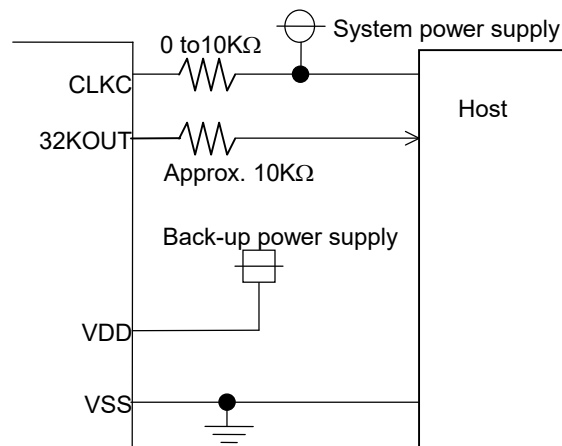 0 to10KΩ
System power supply
CLKC
Host
32KOUT
Approx. 10KΩ
Back-up power supply
VDD
VSS